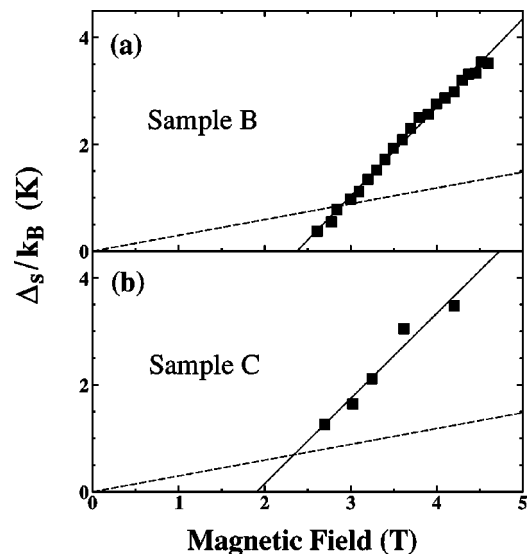 (a)
4
Sample B
2
0
Δs/kB (K)
(b)
4
Sample C
2
0
0 1 2 3 4 5
Magnetic Field (T)